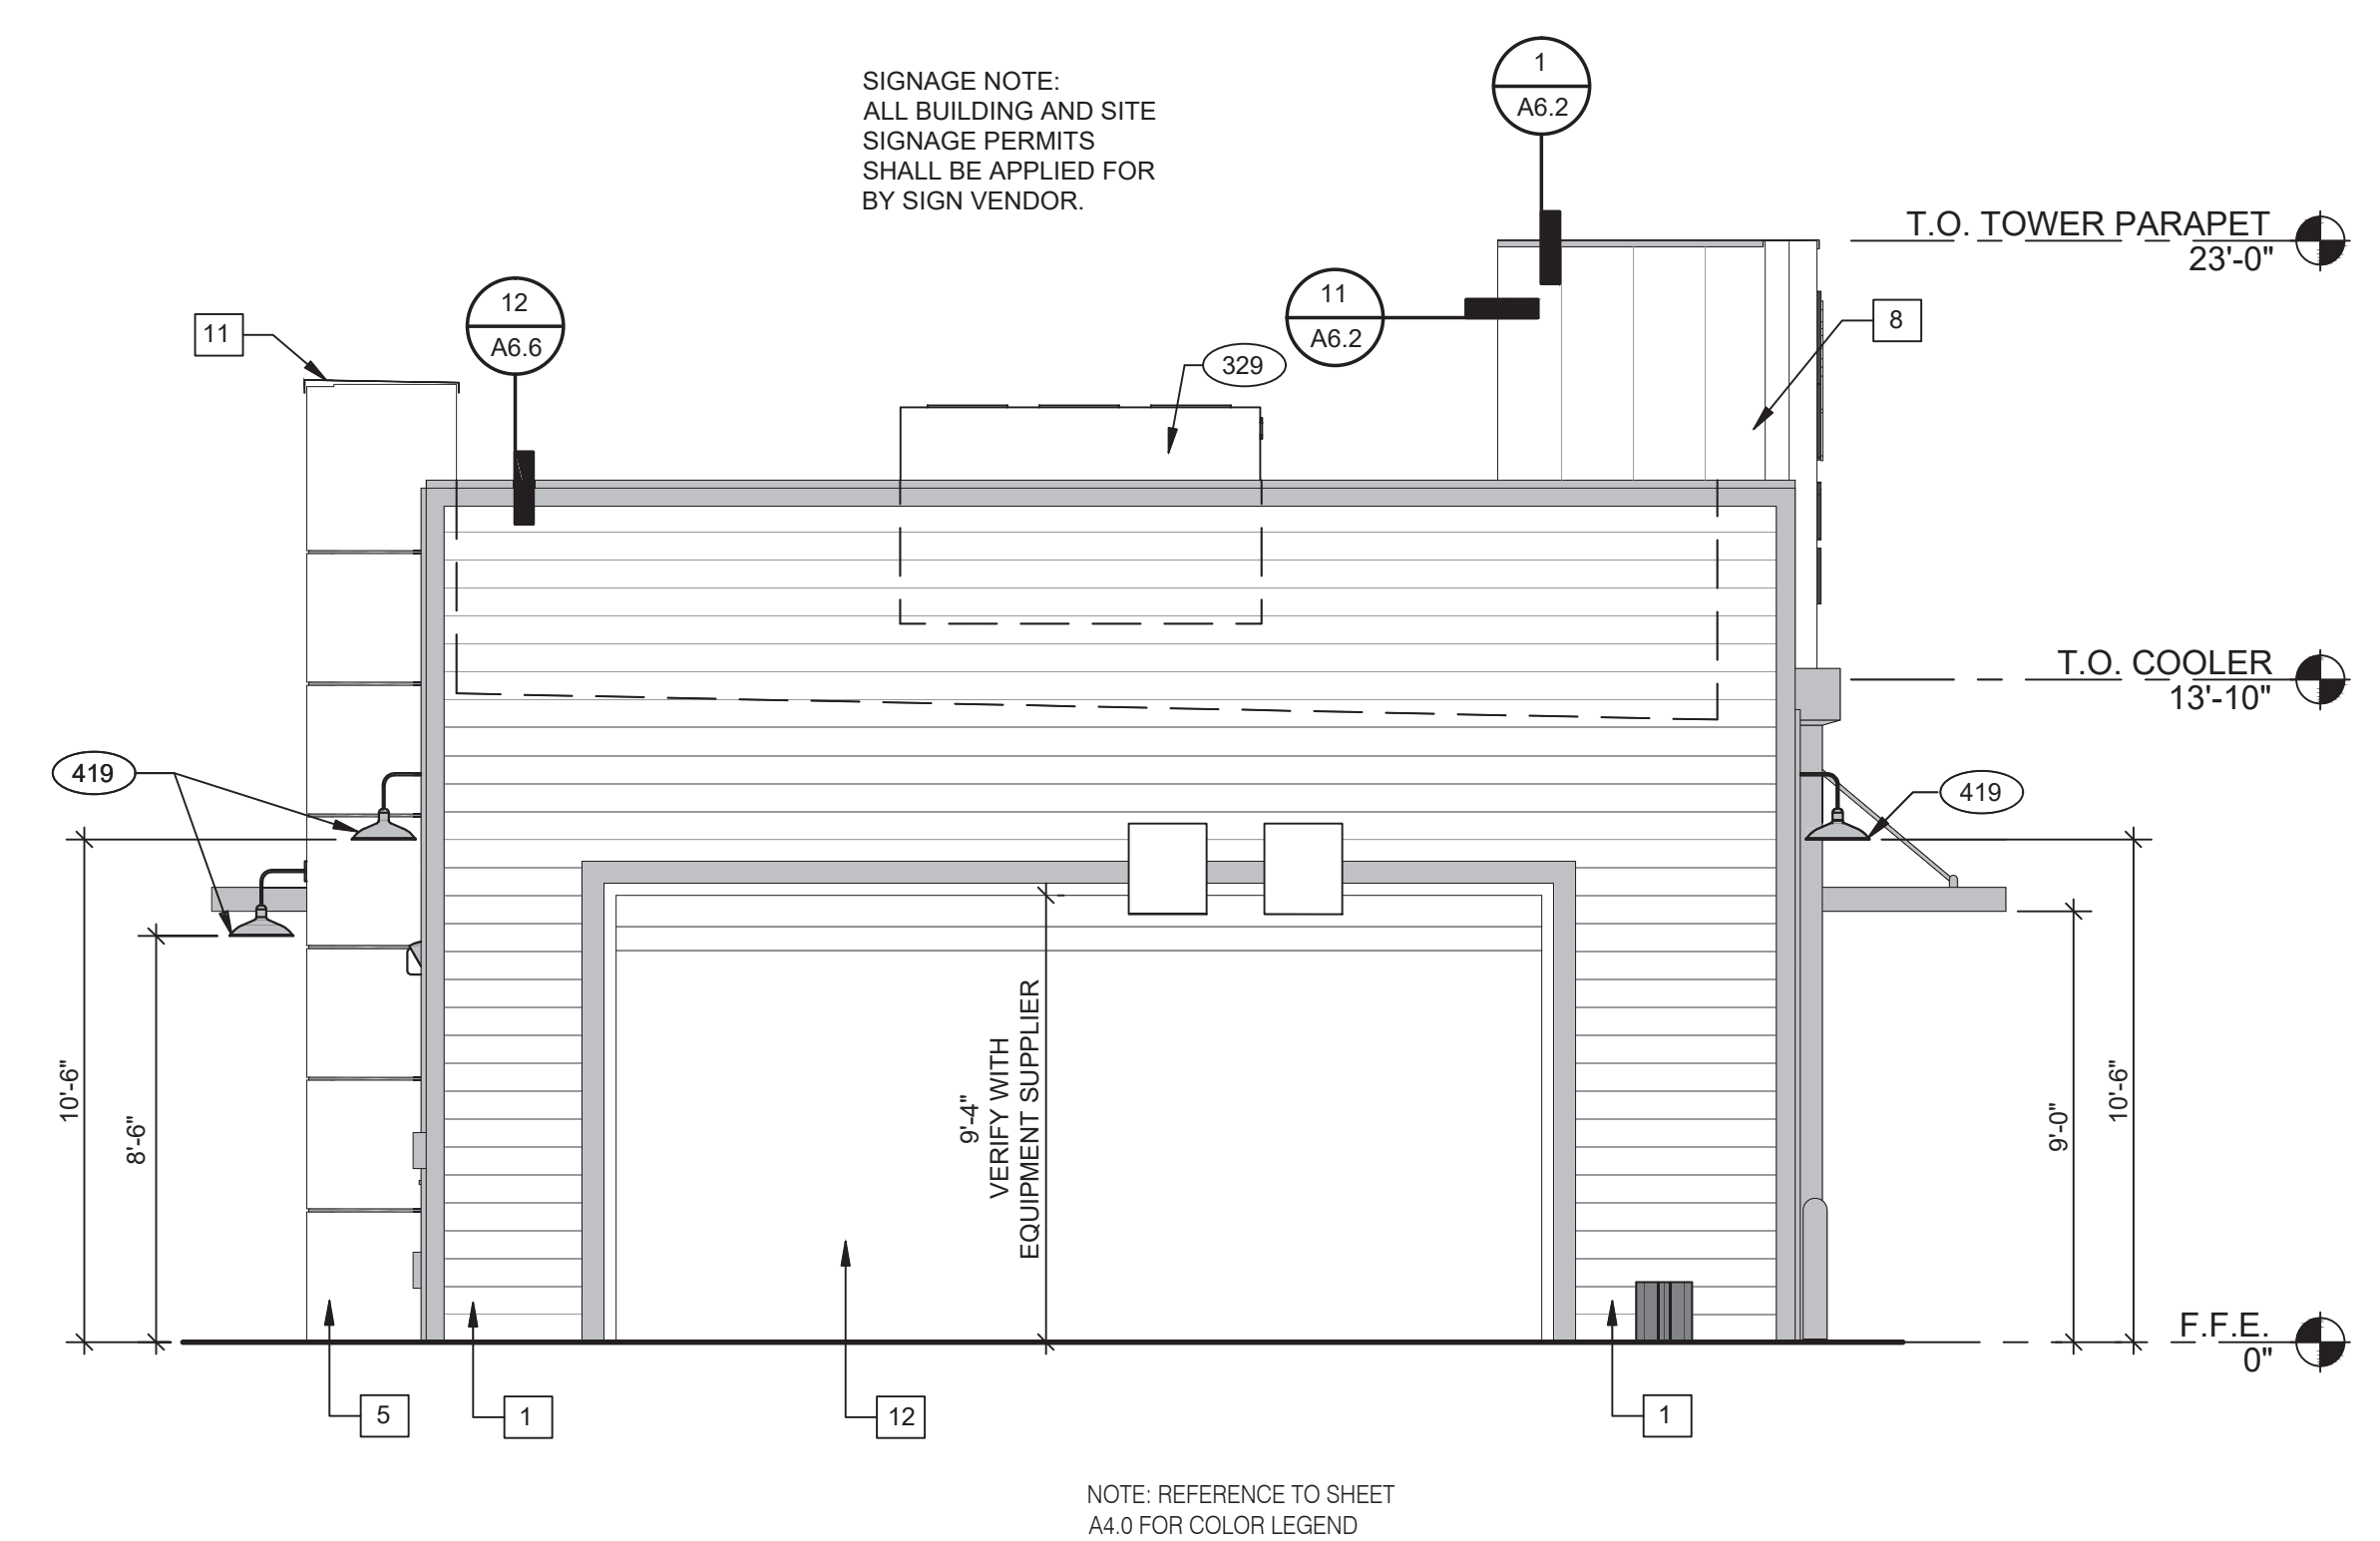 SIGNAGE NOTE:
ALL BUILDING AND SITE
SIGNAGE PERMITS
SHALL BE APPLIED FOR
BY SIGN VENDOR.
1
A6.2
T.O. TOWER PARAPET
23'-0"
12
A6.6
11
A6.2
11
8
329
T.O. COOLER
13'-10"
419
419
10'-6"
8'-6"
9'-4"
VERIFY WITH
EQUIPMENT SUPPLIER
9'-0"
10'-6"
F.F.E.
0"
5
1
12
1
NOTE: REFERENCE TO SHEET
A4.0 FOR COLOR LEGEND